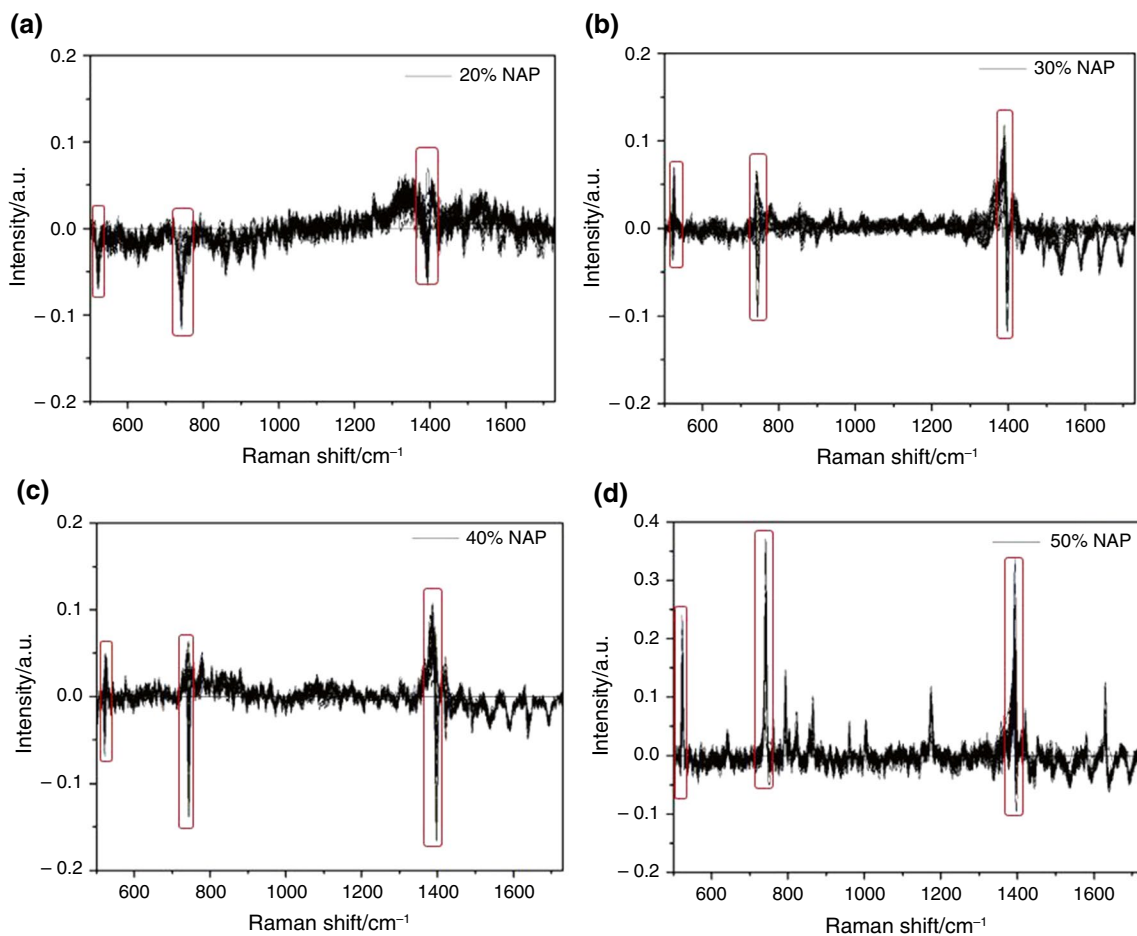 (a)
20% NAP
0.2
0.1
0.0
– 0.1
– 0.2
Intensity/a.u.
600 800 1000 1200 1400 1600
Raman shift/cm⁻¹
(b)
30% NAP
0.2
0.1
0.0
– 0.1
– 0.2
Intensity/a.u.
600 800 1000 1200 1400 1600
Raman shift/cm⁻¹
(c)
40% NAP
0.2
0.1
0.0
– 0.1
– 0.2
Intensity/a.u.
600 800 1000 1200 1400 1600
Raman shift/cm⁻¹
(d)
50% NAP
0.4
0.3
0.2
0.1
0.0
– 0.1
– 0.2
Intensity/a.u.
600 800 1000 1200 1400 1600
Raman shift/cm⁻¹